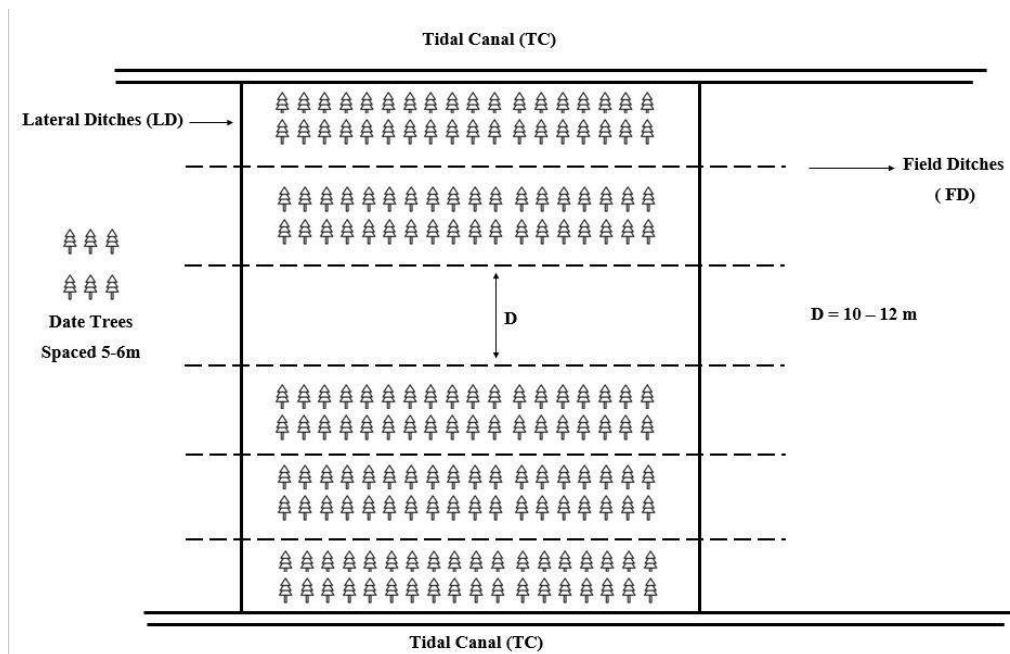 Tidal Canal (TC)
Lateral Ditches (LD)
Field Ditches
( FD)
Date Trees
Spaced 5-6m
D
D = 10 – 12 m
Tidal Canal (TC)